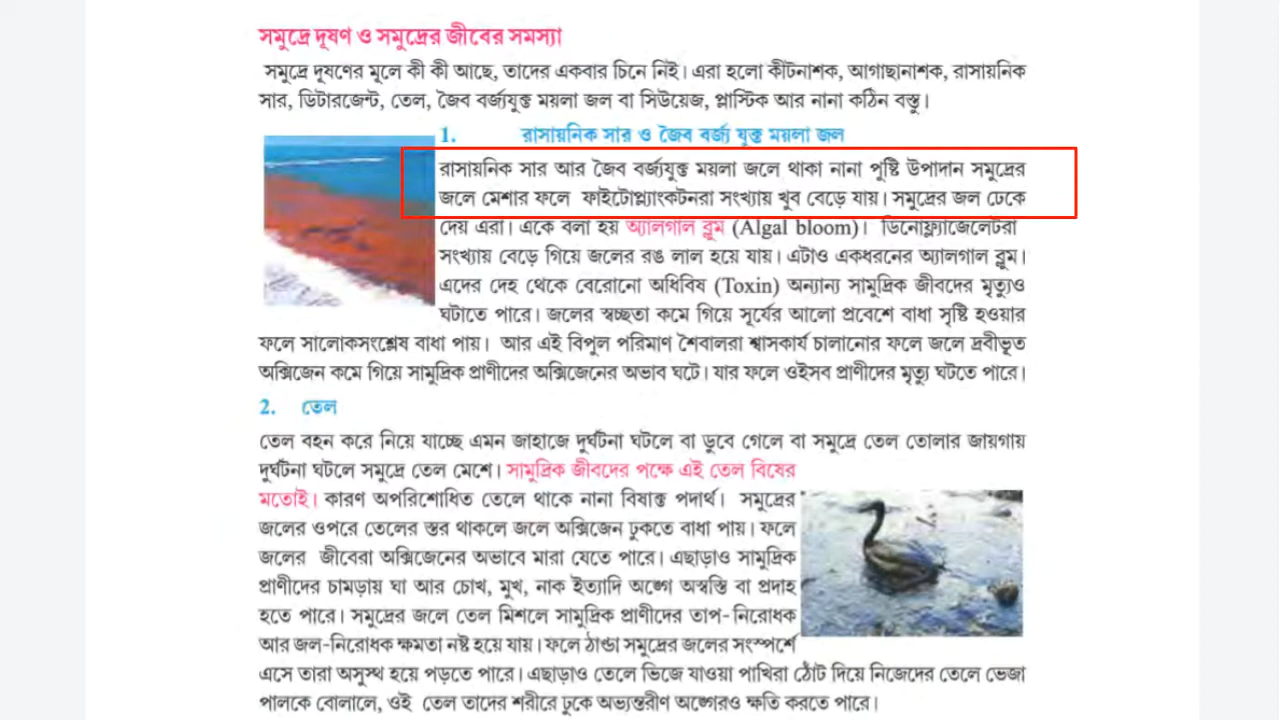 সমুদ্রে দূষণ ও সমুদ্রের জীবের সমস্যা
সমুদ্রে দূষণের মূলে কী কী আছে, তাদের একবার চিনে নিই। এরা হলো কীটনাশক, আগাছানাশক, রাসায়নিক
সার, ডিটারজেন্ট, তেল, জৈব বর্জ্যযুক্ত ময়লা জল বা সিউয়েজ, প্লাস্টিক আর নানা কঠিন বস্তু।
1. রাসায়নিক সার ও জৈব বর্জ্য যুক্ত ময়লা জল
রাসায়নিক সার আর জৈব বর্জ্যযুক্ত ময়লা জলে থাকা নানা পুষ্টি উপাদান সমুদ্রের
জলে মেশার ফলে ফাইটোপ্ল্যাংকটনরা সংখ্যায় খুব বেড়ে যায়। সমুদ্রের জল ঢেকে
দেয় এরা। একে বলা হয় অ্যালগাল ব্লুম (Algal bloom)। ডিনোফ্ল্যাজেলেটরা
সংখ্যায় বেড়ে গিয়ে জলের রঙ লাল হয়ে যায়। এটাও একধরনের অ্যালগাল ব্লুম।
এদের দেহ থেকে বেরোনো অধিবিষ (Toxin) অন্যান্য সামুদ্রিক জীবদের মৃত্যুও
ঘটাতে পারে। জলের স্বচ্ছতা কমে গিয়ে সূর্যের আলো প্রবেশে বাধা সৃষ্টি হওয়ার
ফলে সালোকসংশ্লেষ বাধা পায়। আর এই বিপুল পরিমাণ শৈবালরা শ্বাসকার্য চালানোর ফলে জলে দ্রবীভূত
অক্সিজেন কমে গিয়ে সামুদ্রিক প্রাণীদের অক্সিজেনের অভাব ঘটে। যার ফলে ওইসব প্রাণীদের মৃত্যু ঘটতে পারে।
2. তেল
তেল বহন করে নিয়ে যাচ্ছে এমন জাহাজে দুর্ঘটনা ঘটলে বা ডুবে গেলে বা সমুদ্রে তেল তোলার জায়গায়
দুর্ঘটনা ঘটলে সমুদ্রে তেল মেশে। সামুদ্রিক জীবদের পক্ষে এই তেল বিষের
মতোই। কারণ অপরিশোধিত তেলে থাকে নানা বিষাক্ত পদার্থ। সমুদ্রের
জলের ওপরে তেলের স্তর থাকলে জলে অক্সিজেন ঢুকতে বাধা পায়। ফলে
জলের জীবেরা অক্সিজেনের অভাবে মারা যেতে পারে। এছাড়াও সামুদ্রিক
প্রাণীদের চামড়ায় ঘা আর চোখ, মুখ, নাক ইত্যাদি অঙ্গে অস্বস্তি বা প্রদাহ
হতে পারে। সমুদ্রের জলে তেল মিশলে সামুদ্রিক প্রাণীদের তাপ-নিরোধক
আর জল-নিরোধক ক্ষমতা নষ্ট হয়ে যায়। ফলে ঠাণ্ডা সমুদ্রের জলের সংস্পর্শে
এসে তারা অসুস্থ হয়ে পড়তে পারে। এছাড়াও তেলে ভিজে যাওয়া পাখিরা ঠোঁট দিয়ে নিজেদের তেলে ভেজা
পালকে বোলালে, ওই তেল তাদের শরীরে ঢুকে অভ্যন্তরীণ অঙ্গেরও ক্ষতি করতে পারে।